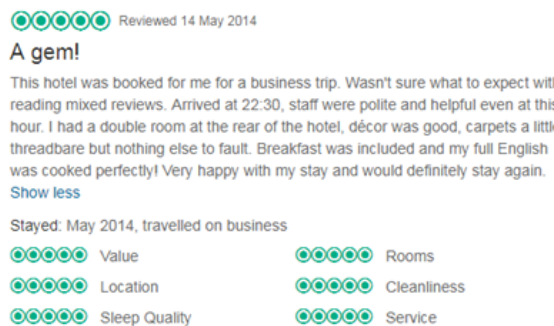 Reviewed 14 May 2014
A gem!
This hotel was booked for me for a business trip. Wasn't sure what to expect wit
reading mixed reviews. Arrived at 22:30, staff were polite and helpful even at this
hour. I had a double room at the rear of the hotel, décor was good, carpets a little
threadbare but nothing else to fault. Breakfast was included and my full English
was cooked perfectly! Very happy with my stay and would definitely stay again.
Show less
Stayed: May 2014, travelled on business
Value Rooms
Location Cleanliness
Sleep Quality Service